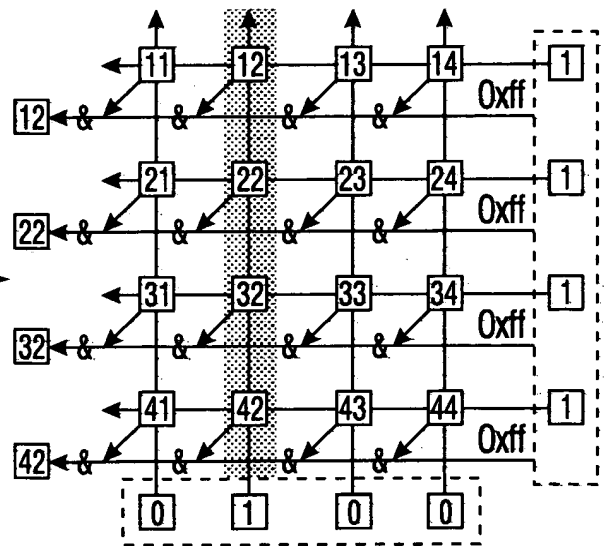 11 12 13 14 1
12 & & & & 0xff
21 22 23 24 1
22 & & & & 0xff
31 32 33 34 1
32 & & & & 0xff
41 42 43 44 1
42 & & & & 0xff
0 1 0 0